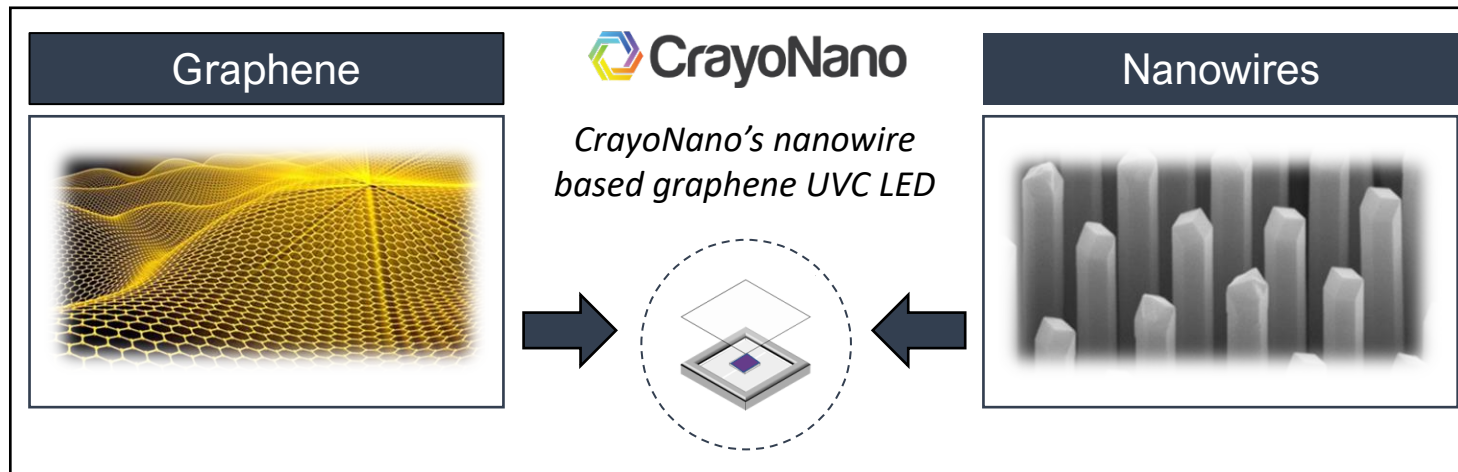 Graphene
CrayoNano
Nanowires
CrayoNano’s nanowire
based graphene UVC LED